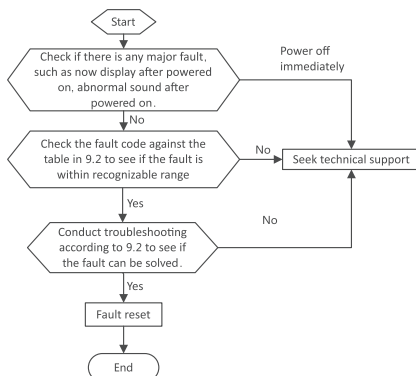 Start
Check if there is any major fault,
such as now display after powered
on, abnormal sound after
powered on.
Power off
immediately
No
Check the fault code against the
table in 9.2 to see if the fault is
within recognizable range
No
Seek technical support
Yes
No
Conduct troubleshooting
according to 9.2 to see if
the fault can be solved.
Yes
Fault reset
End